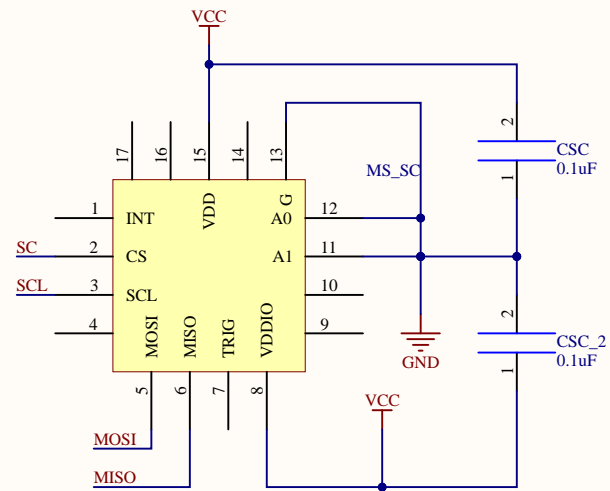 VCC
17
16
15
14
13
VDD
G
MS_SC
2
1
CSC
0.1uF
1
INT
A0
12
SC
2
CS
A1
11
SCL
3
SCL
10
4
9
MOSI
MISO
TRIG
VDDIO
5
6
7
8
GND
2
1
CSC_2
0.1uF
VCC
MOSI
MISO